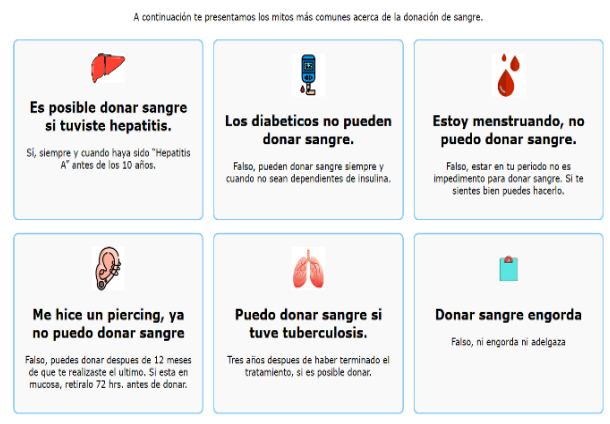 A continuación te presentamos los mitos más comunes acerca de la donación de sangre.
Es posible donar sangre
si tuviste hepatitis.
Sí, siempre y cuando haya sido "Hepatitis
A" antes de los 10 años.
Los diabeticos no pueden
donar sangre.
Falso, pueden donar sangre siempre y
cuando no sean dependientes de insulina.
Estoy menstruando, no
puedo donar sangre.
Falso, estar en tu periodo no es
impedimento para donar sangre. Si te
sientes bien puedes hacerlo.
Me hice un piercing, ya
no puedo donar sangre
Falso, puedes donar despues de 12 meses
de que te realizaste el ultimo. Si esta en
mucosa, retiralo 72 hrs. antes de donar.
Puedo donar sangre si
tuve tuberculosis.
Tres años despues de haber terminado el
tratamiento, si es posible donar.
Donar sangre engorda
Falso, ni engorda ni adelgaza